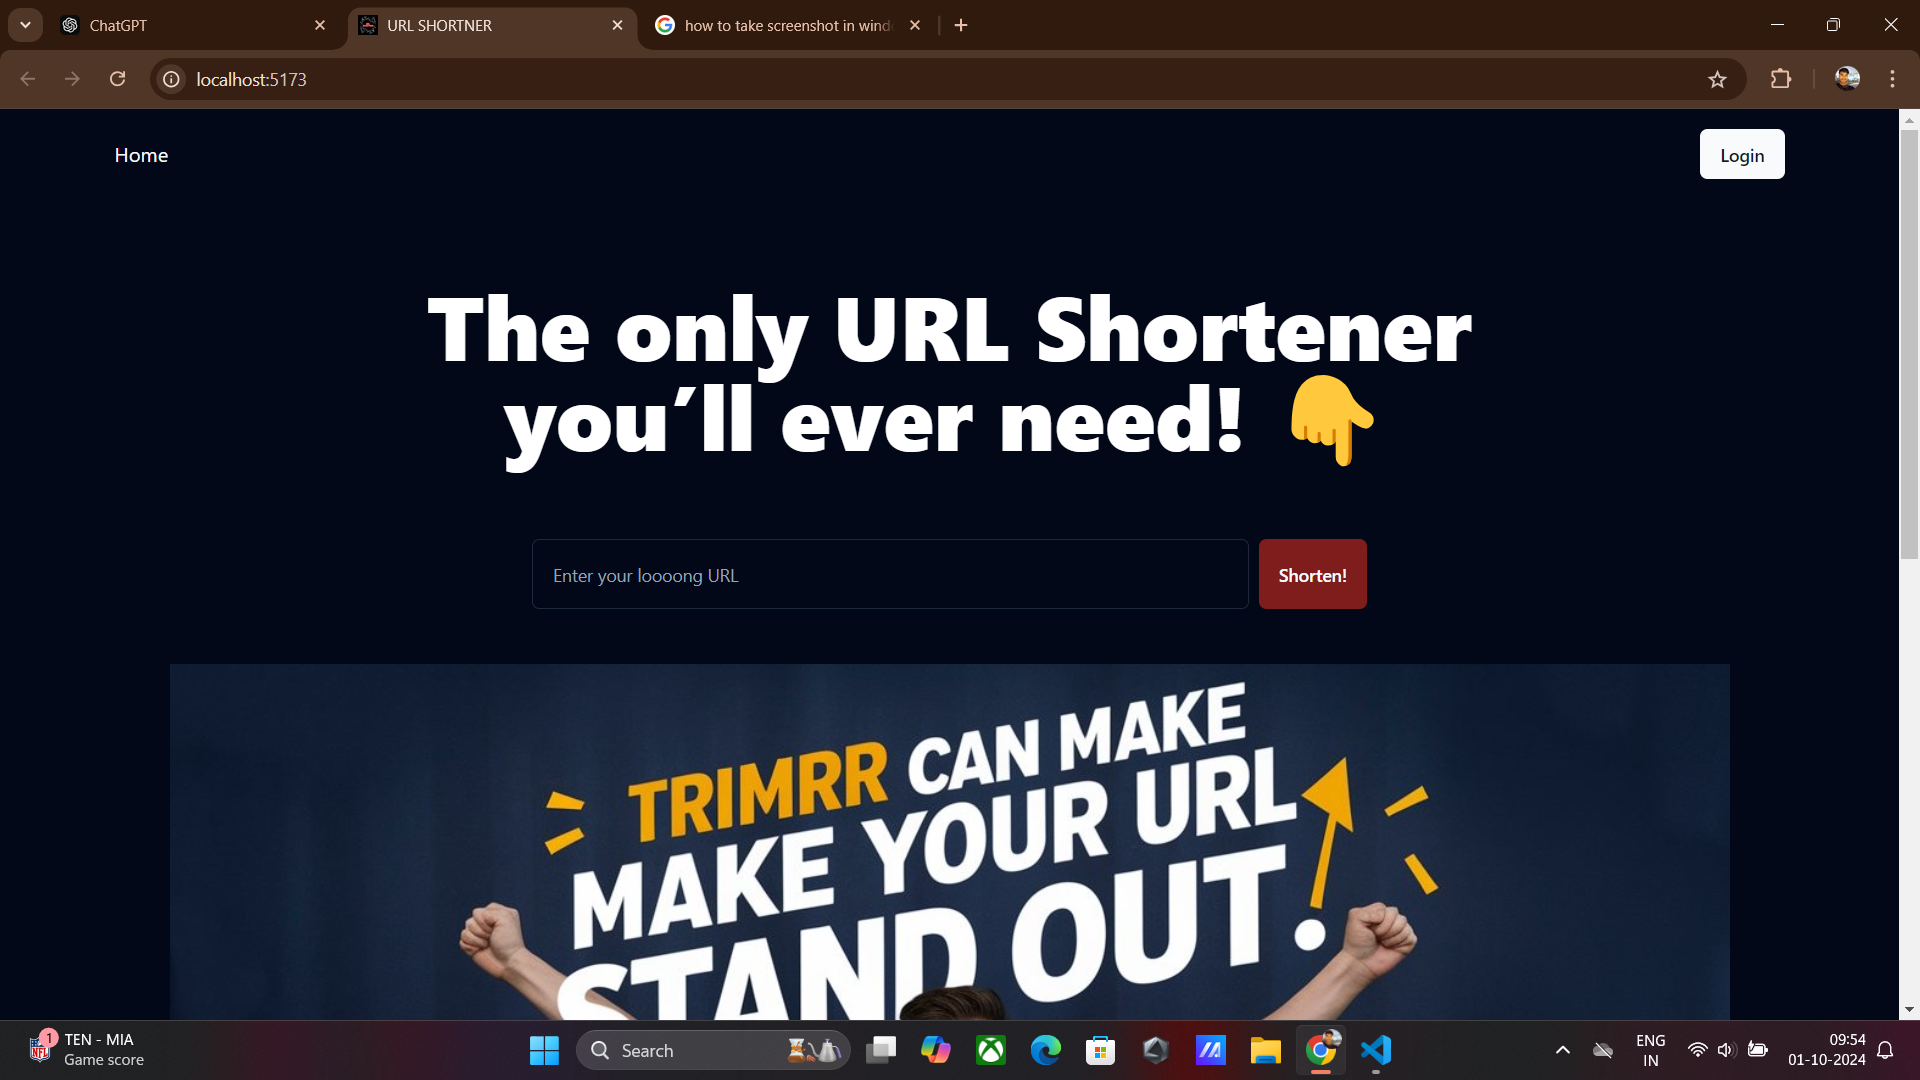 ChatGPT
URL SHORTNER
how to take screenshot in wind
localhost:5173
Home
Login
The only URL Shortener
you’ll ever need! 👇
Enter your loooong URL
Shorten!
TRIMRR CAN MAKE
MAKE YOUR URL
STAND OUT!
1
NFL
TEN - MIA
Game score
Search
ENG
IN
09:54
01-10-2024